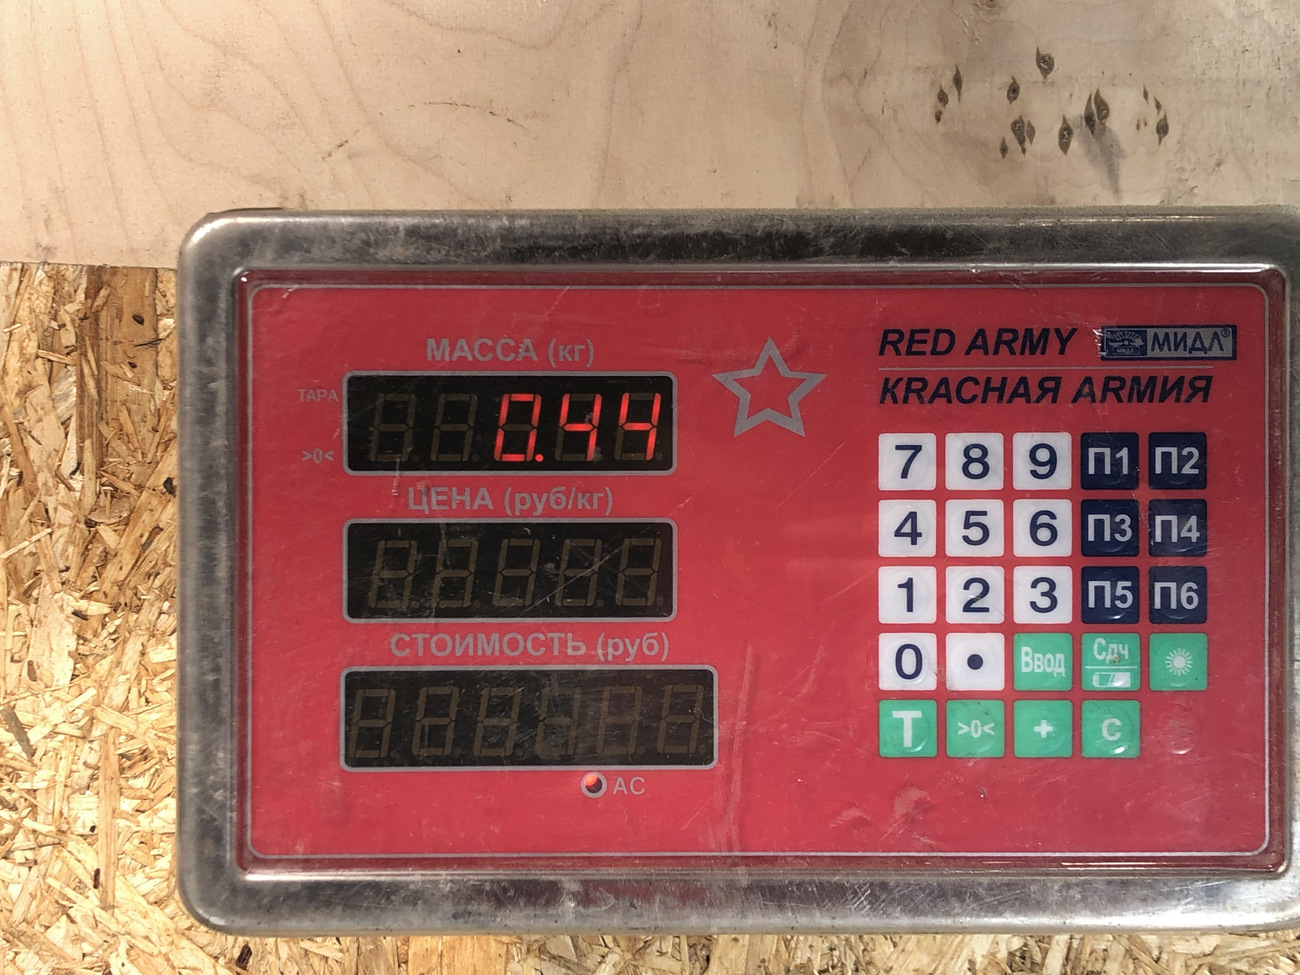 МАССА (кг)
ТАРА
0.44
>0<
ЦЕНА (руб/кг)
СТОИМОСТЬ (руб)
AC
RED ARMY МИДЛ®
КRАСНАЯ ARMИЯ
7 8 9 П1 П2
4 5 6 П3 П4
1 2 3 П5 П6
0 • Ввод Сдч
T >0< + C